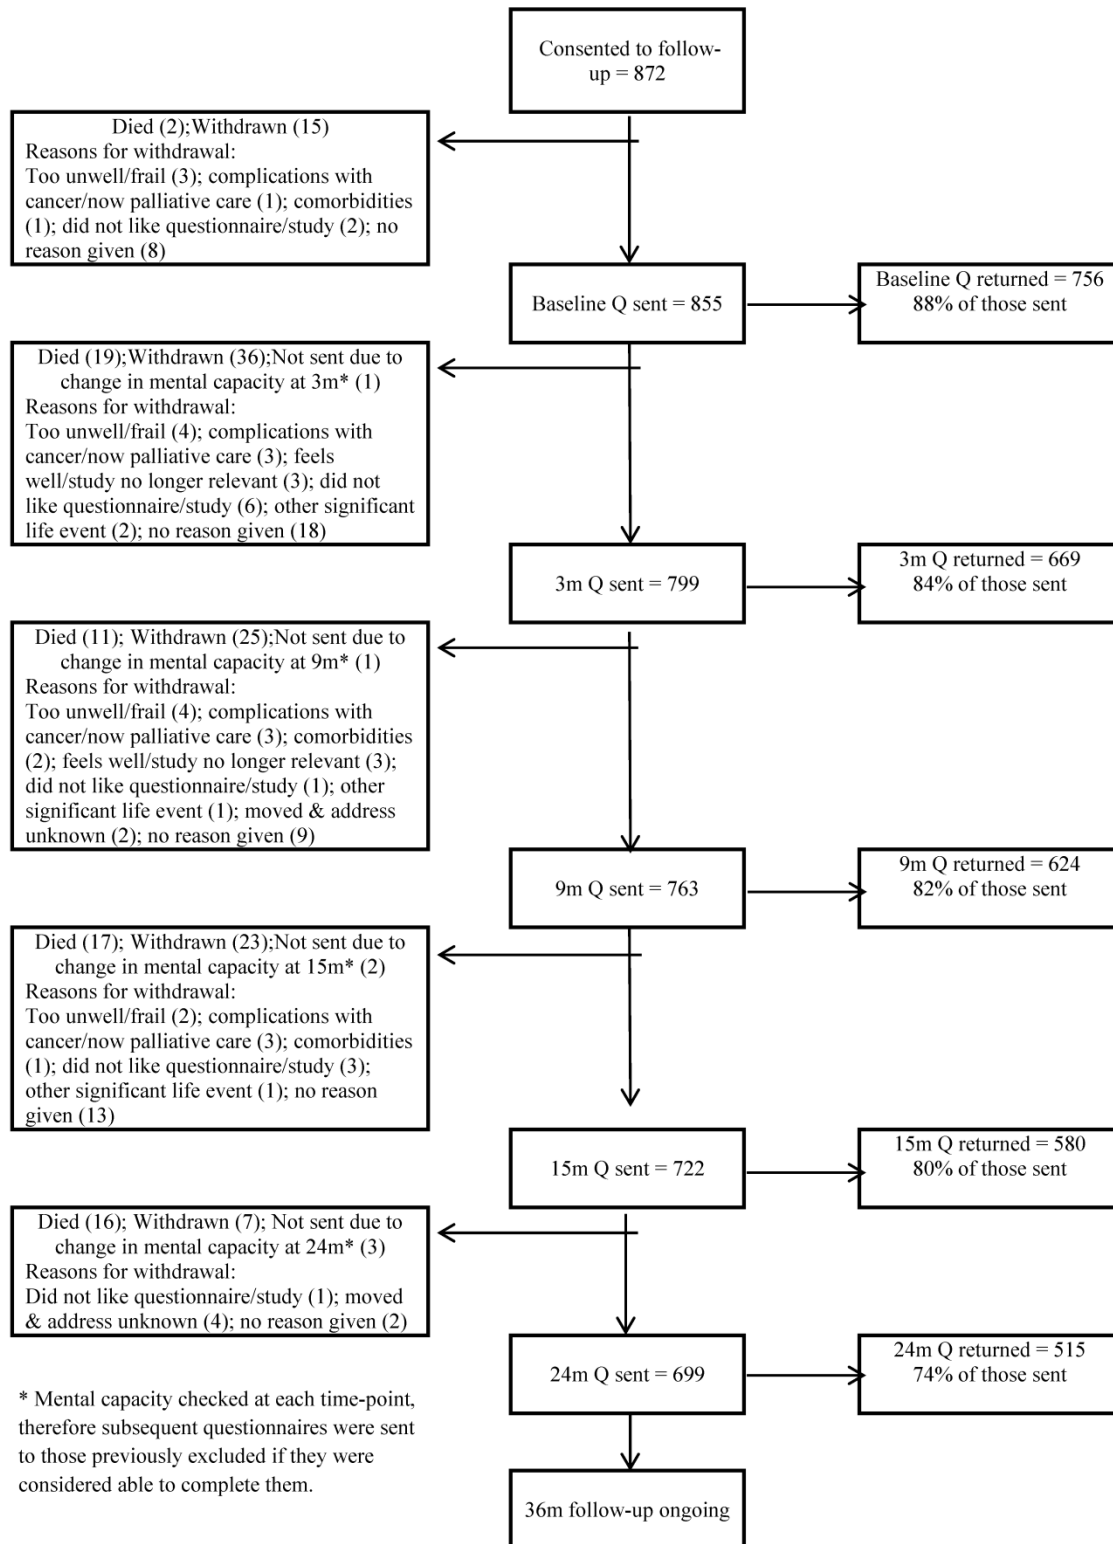 Consented to follow-
up = 872
Died (2);Withdrawn (15)
Reasons for withdrawal:
Too unwell/frail (3); complications with
cancer/now palliative care (1); comorbidities
(1); did not like questionnaire/study (2); no
reason given (8)
Baseline Q sent = 855
Baseline Q returned = 756
88% of those sent
Died (19);Withdrawn (36);Not sent due to
change in mental capacity at 3m* (1)
Reasons for withdrawal:
Too unwell/frail (4); complications with
cancer/now palliative care (3); feels
well/study no longer relevant (3); did not
like questionnaire/study (6); other significant
life event (2); no reason given (18)
3m Q sent = 799
3m Q returned = 669
84% of those sent
Died (11); Withdrawn (25);Not sent due to
change in mental capacity at 9m* (1)
Reasons for withdrawal:
Too unwell/frail (4); complications with
cancer/now palliative care (3); comorbidities
(2); feels well/study no longer relevant (3);
did not like questionnaire/study (1); other
significant life event (1); moved & address
unknown (2); no reason given (9)
9m Q sent = 763
9m Q returned = 624
82% of those sent
Died (17); Withdrawn (23);Not sent due to
change in mental capacity at 15m* (2)
Reasons for withdrawal:
Too unwell/frail (2); complications with
cancer/now palliative care (3); comorbidities
(1); did not like questionnaire/study (3);
other significant life event (1); no reason
given (13)
15m Q sent = 722
15m Q returned = 580
80% of those sent
Died (16); Withdrawn (7); Not sent due to
change in mental capacity at 24m* (3)
Reasons for withdrawal:
Did not like questionnaire/study (1); moved
& address unknown (4); no reason given (2)
24m Q sent = 699
24m Q returned = 515
74% of those sent
* Mental capacity checked at each time-point,
therefore subsequent questionnaires were sent
to those previously excluded if they were
considered able to complete them.
36m follow-up ongoing